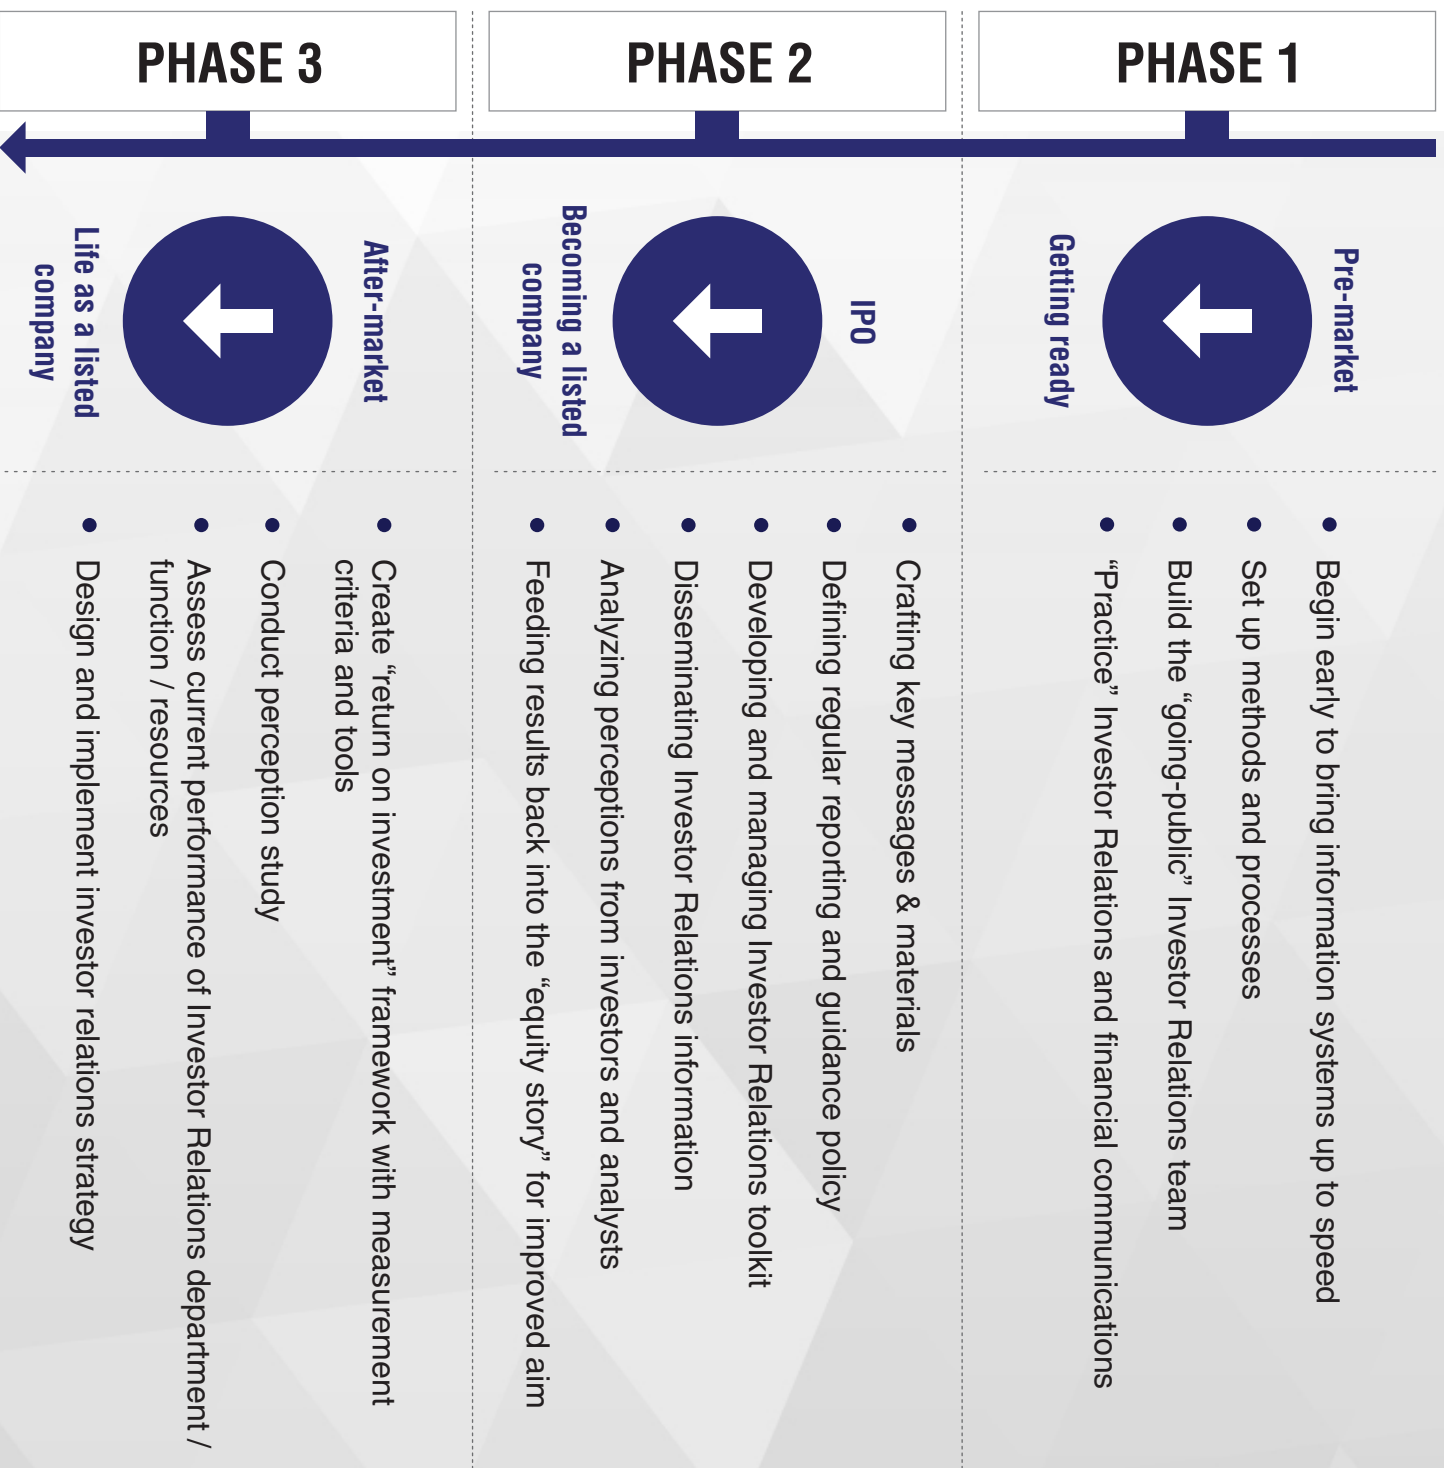 PHASE 1
Pre-market
Getting ready
Begin early to bring information systems up to speed
Set up methods and processes
Build the “going-public” Investor Relations team
“Practice” Investor Relations and financial communications
PHASE 2
IPO
Becoming a listed
company
Crafting key messages & materials
Defining regular reporting and guidance policy
Developing and managing Investor Relations toolkit
Disseminating Investor Relations information
Analyzing perceptions from investors and analysts
Feeding results back into the “equity story” for improved aim
PHASE 3
After-market
Life as a listed
company
Create “return on investment” framework with measurement
criteria and tools
Conduct perception study
Assess current performance of Investor Relations department /
function / resources
Design and implement investor relations strategy